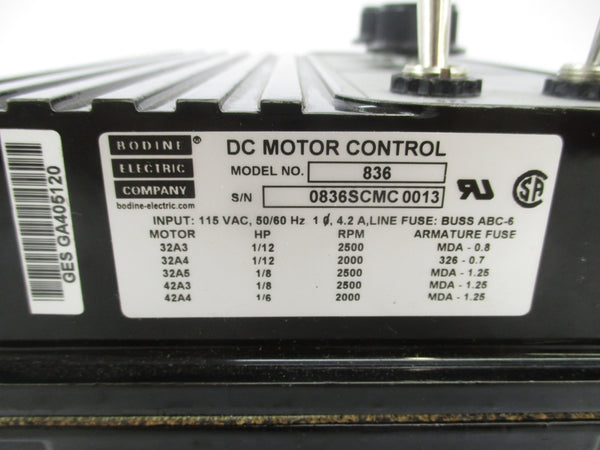 BODINE ®
ELECTRIC
COMPANY
bodine-electric.com
DC MOTOR CONTROL
MODEL NO. 836
S/N 0836SCMC 0013
INPUT: 115 VAC, 50/60 Hz 1 ф, 4.2 A, LINE FUSE: BUSS ABC-6
MOTOR HP RPM ARMATURE FUSE
32A3 1/12 2500 MDA - 0.8
32A4 1/12 2000 326 - 0.7
32A5 1/8 2500 MDA - 1.25
42A3 1/8 2500 MDA - 1.25
42A4 1/6 2000 MDA - 1.25
GES GA405120